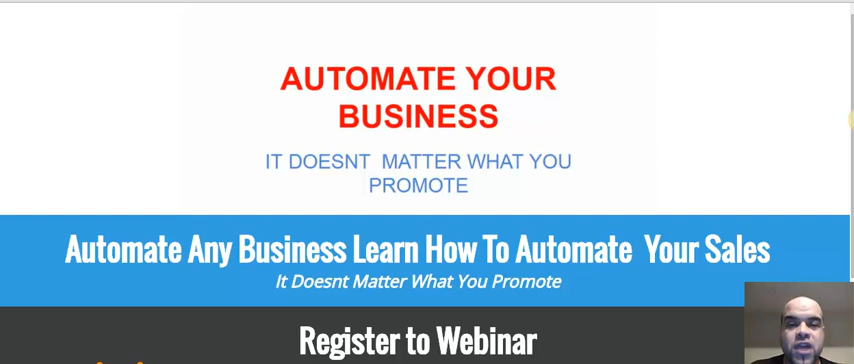 AUTOMATE YOUR
BUSINESS
IT DOESNT MATTER WHAT YOU
PROMOTE
Automate Any Business Learn How To Automate Your Sales
It Doesnt Matter What You Promote
Register to Webinar